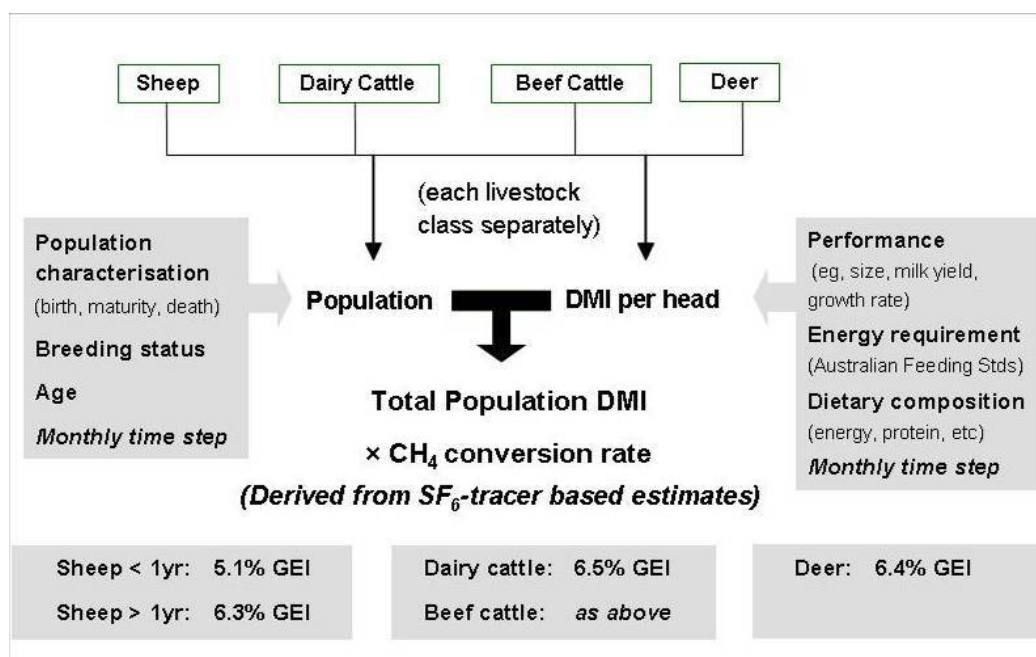 Sheep
Dairy Cattle
Beef Cattle
Deer
(each livestock
class separately)
Population
characterisation
(birth, maturity, death)
Breeding status
Age
Monthly time step
Population
DMI per head
Performance
(eg, size, milk yield,
growth rate)
Energy requirement
(Australian Feeding Stds)
Dietary composition
(energy, protein, etc)
Monthly time step
Total Population DMI
× CH₄ conversion rate
(Derived from SF₆-tracer based estimates)
Sheep < 1yr: 5.1% GEI
Sheep > 1yr: 6.3% GEI
Dairy cattle: 6.5% GEI
Beef cattle: as above
Deer: 6.4% GEI